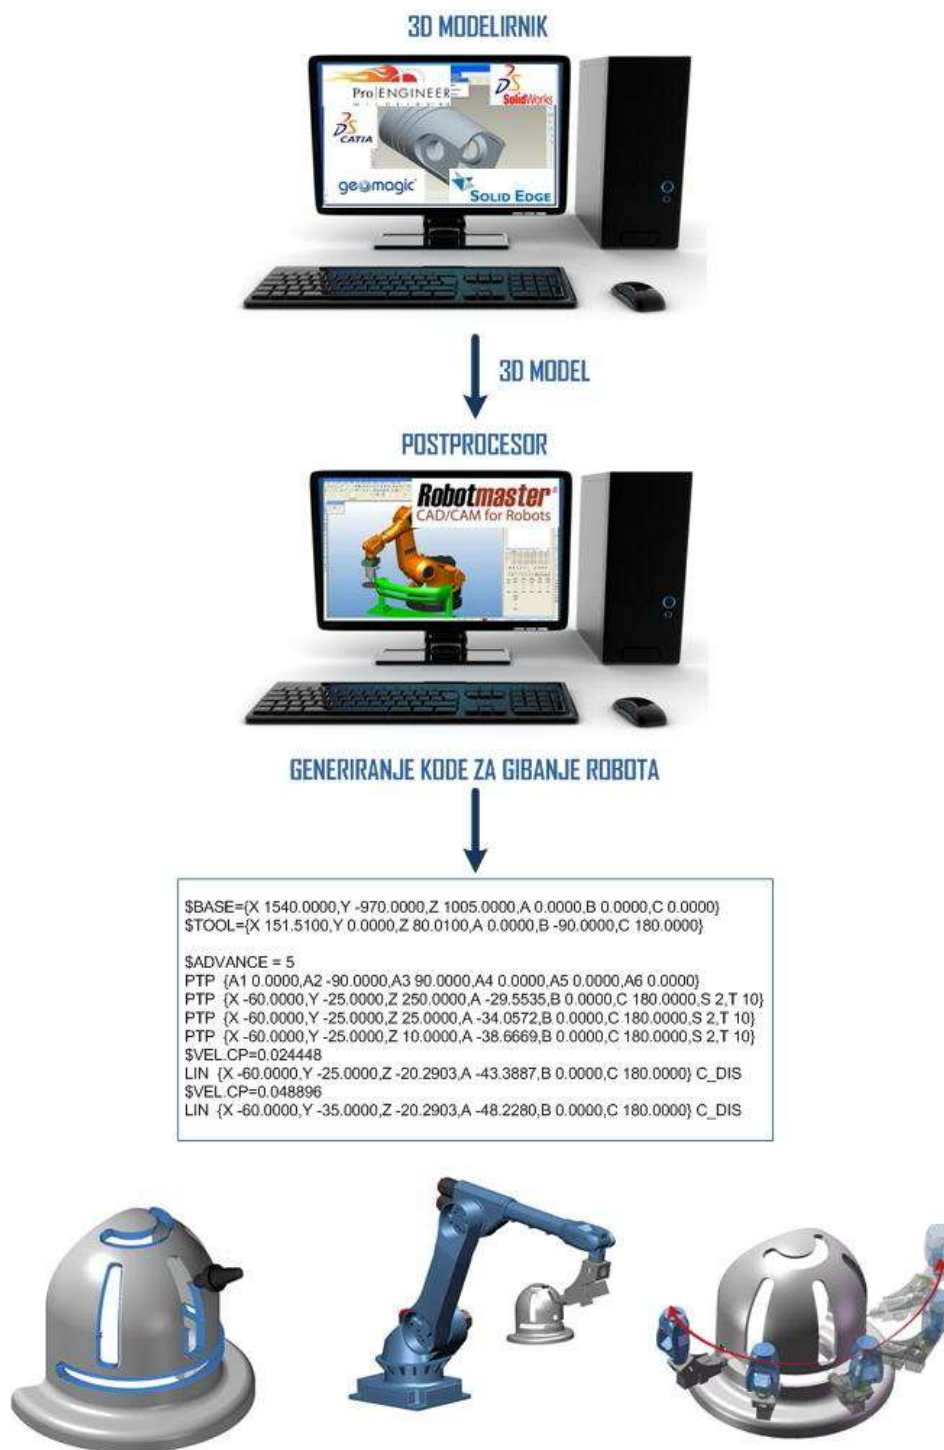 3D MODELIRNIK
Pro|ENGINEER
SolidWorks
CATIA
geomagic
SOLID EDGE
3D MODEL
POSTPROCESOR
Robotmaster
CAD/CAM for Robots
GENERIRANJE KODE ZA GIBANJE ROBOTA
$BASE={X 1540.0000,Y -970.0000,Z 1005.0000,A 0.0000,B 0.0000,C 0.0000}
$TOOL={X 151.5100,Y 0.0000,Z 80.0100,A 0.0000,B -90.0000,C 180.0000}
$ADVANCE = 5
PTP {A1 0.0000,A2 -90.0000,A3 90.0000,A4 0.0000,A5 0.0000,A6 0.0000}
PTP {X -60.0000,Y -25.0000,Z 250.0000,A -29.5535,B 0.0000,C 180.0000,S 2,T 10}
PTP {X -60.0000,Y -25.0000,Z 25.0000,A -34.0572,B 0.0000,C 180.0000,S 2,T 10}
PTP {X -60.0000,Y -25.0000,Z 10.0000,A -38.6669,B 0.0000,C 180.0000,S 2,T 10}
$VEL.CP=0.024448
LIN {X -60.0000,Y -25.0000,Z -20.2903,A -43.3887,B 0.0000,C 180.0000} C_DIS
$VEL.CP=0.048896
LIN {X -60.0000,Y -35.0000,Z -20.2903,A -48.2280,B 0.0000,C 180.0000} C_DIS